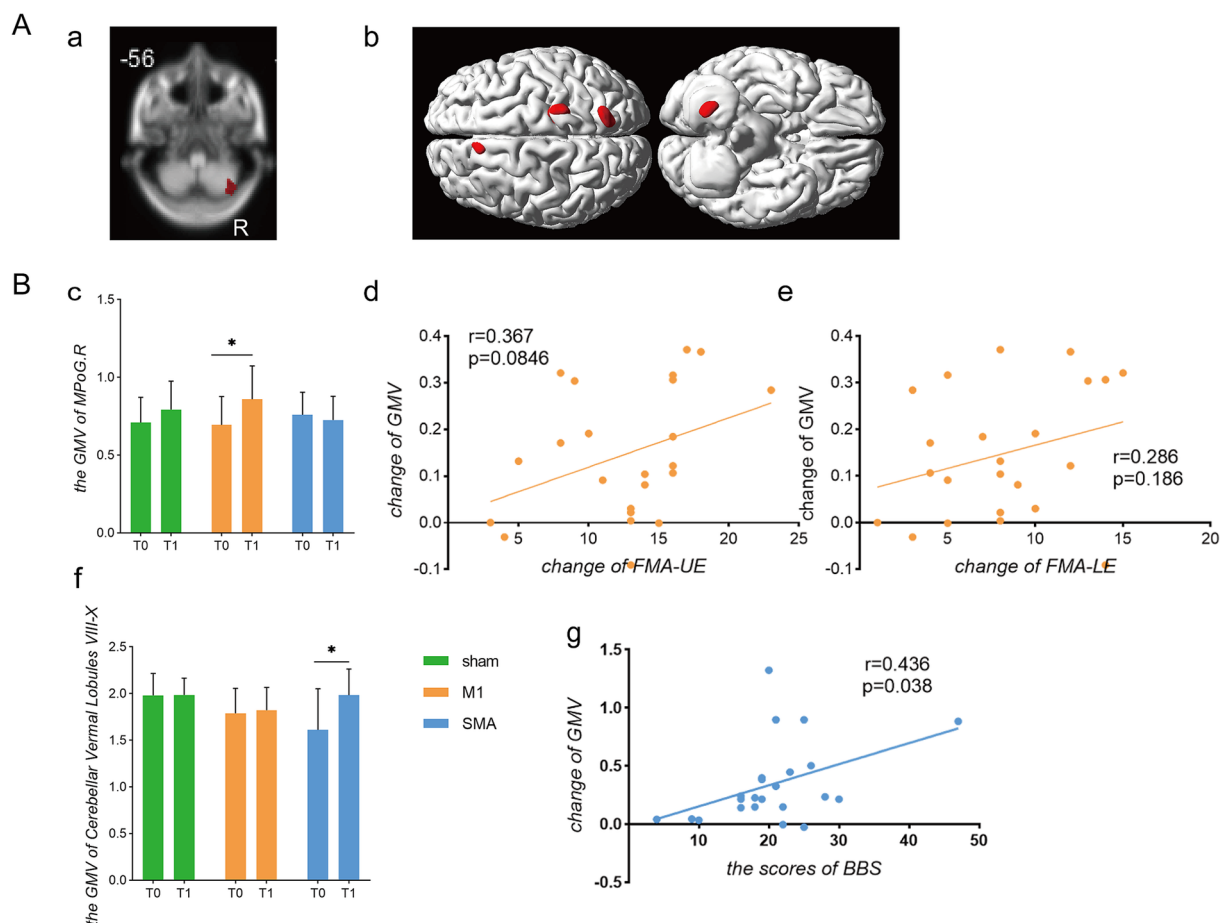 A
a
b
-56
R
B
c
the GMV of MPoG.R
1.5
1.0
0.5
0.0
*
T0 T1 T0 T1 T0 T1
d
r=0.367
p=0.0846
change of GMV
0.4
0.3
0.2
0.1
0.0
-0.1
5 10 15 20 25
change of FMA-UE
e
change of GMV
0.4
0.3
0.2
0.1
0.0
-0.1
r=0.286
p=0.186
5 10 15 20
change of FMA-LE
f
the GMV of Cerebellar Vermal Lobules VIII-X
2.5
2.0
1.5
1.0
0.5
0.0
*
T0 T1 T0 T1 T0 T1
sham
M1
SMA
g
r=0.436
p=0.038
change of GMV
1.5
1.0
0.5
0.0
-0.5
10 20 30 40 50
the scores of BBS